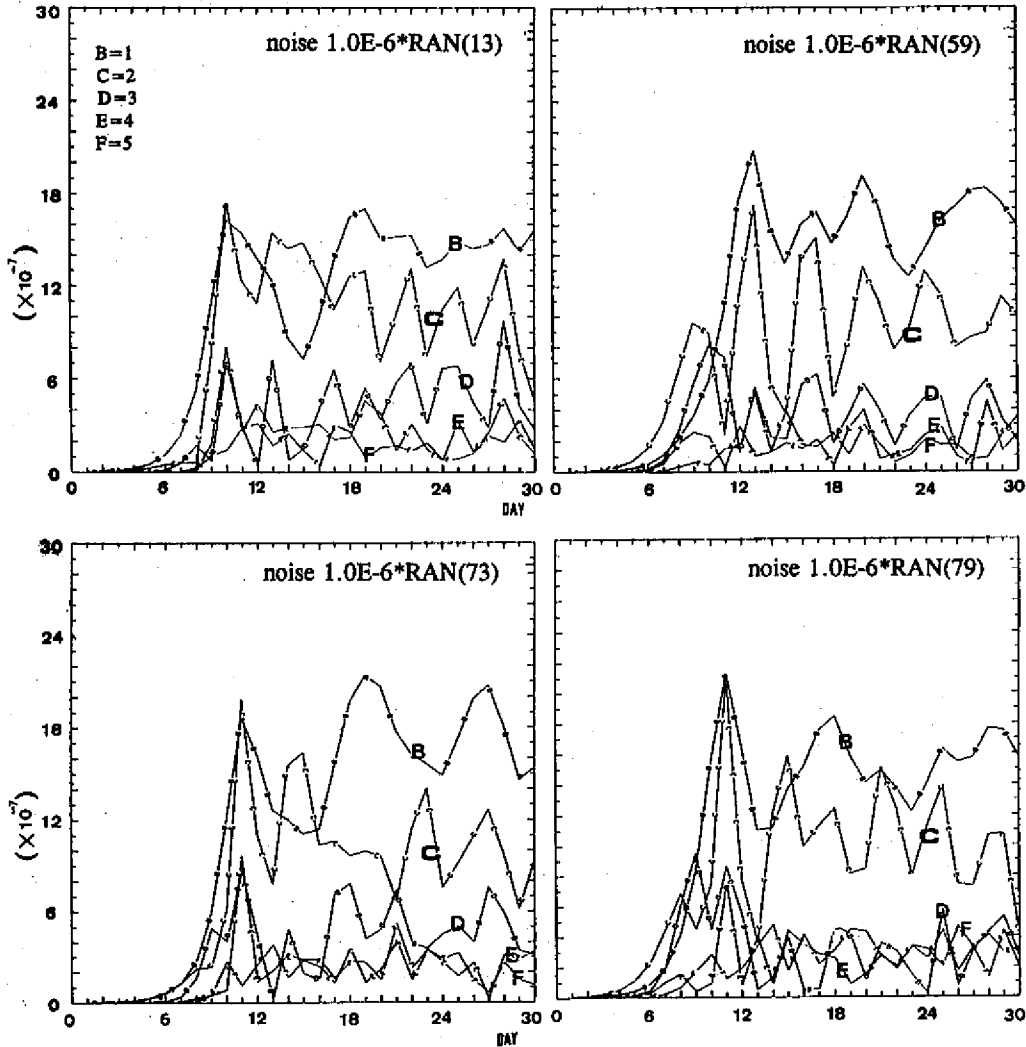 30
24
18
12
6
0
(×10⁻⁷)
B=1
C=2
D=3
E=4
F=5
noise 1.0E-6*RAN(13)
B
C
D
E
F
0 6 12 18 24 30
DAY
noise 1.0E-6*RAN(59)
B
C
D
E
F
0 6 12 18 24 30
30
24
18
12
6
0
(×10⁻⁷)
noise 1.0E-6*RAN(73)
B
C
D
E
F
0 6 12 18 24 30
DAY
noise 1.0E-6*RAN(79)
B
C
D
F
E
0 6 12 18 24 30